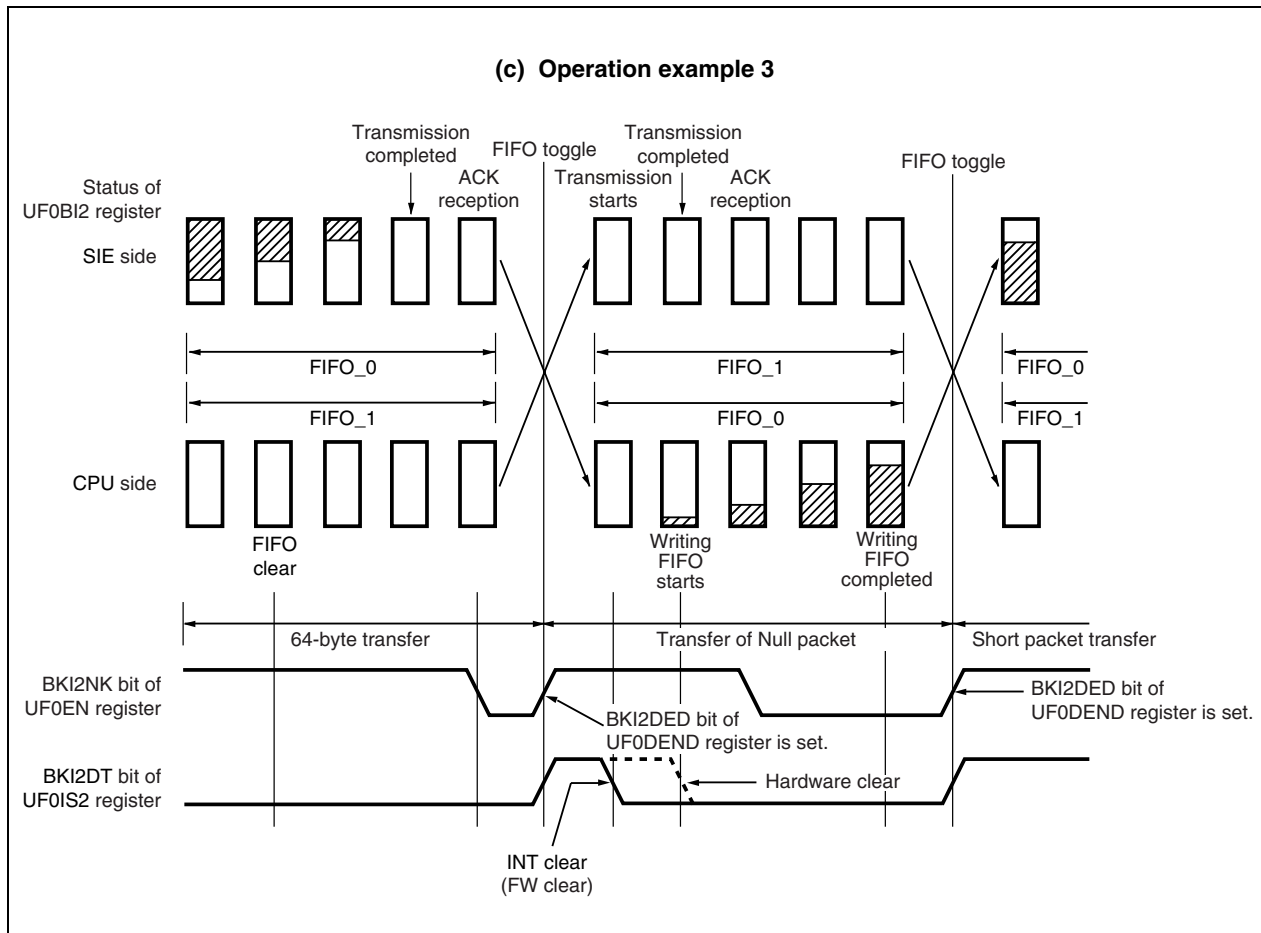 (c) Operation example 3
Transmission
completed
FIFO toggle
Transmission
completed
FIFO toggle
Status of
UF0BI2 register
ACK
reception
Transmission
starts
ACK
reception
SIE side
FIFO_0
FIFO_1
FIFO_0
FIFO_1
FIFO_0
FIFO_1
CPU side
FIFO
clear
Writing
FIFO
starts
Writing
FIFO
completed
64-byte transfer
Transfer of Null packet
Short packet transfer
BKI2NK bit of
UF0EN register
BKI2DED bit of
UF0DEND register is set.
BKI2DED bit of
UF0DEND register is set.
BKI2DT bit of
UF0IS2 register
Hardware clear
INT clear
(FW clear)